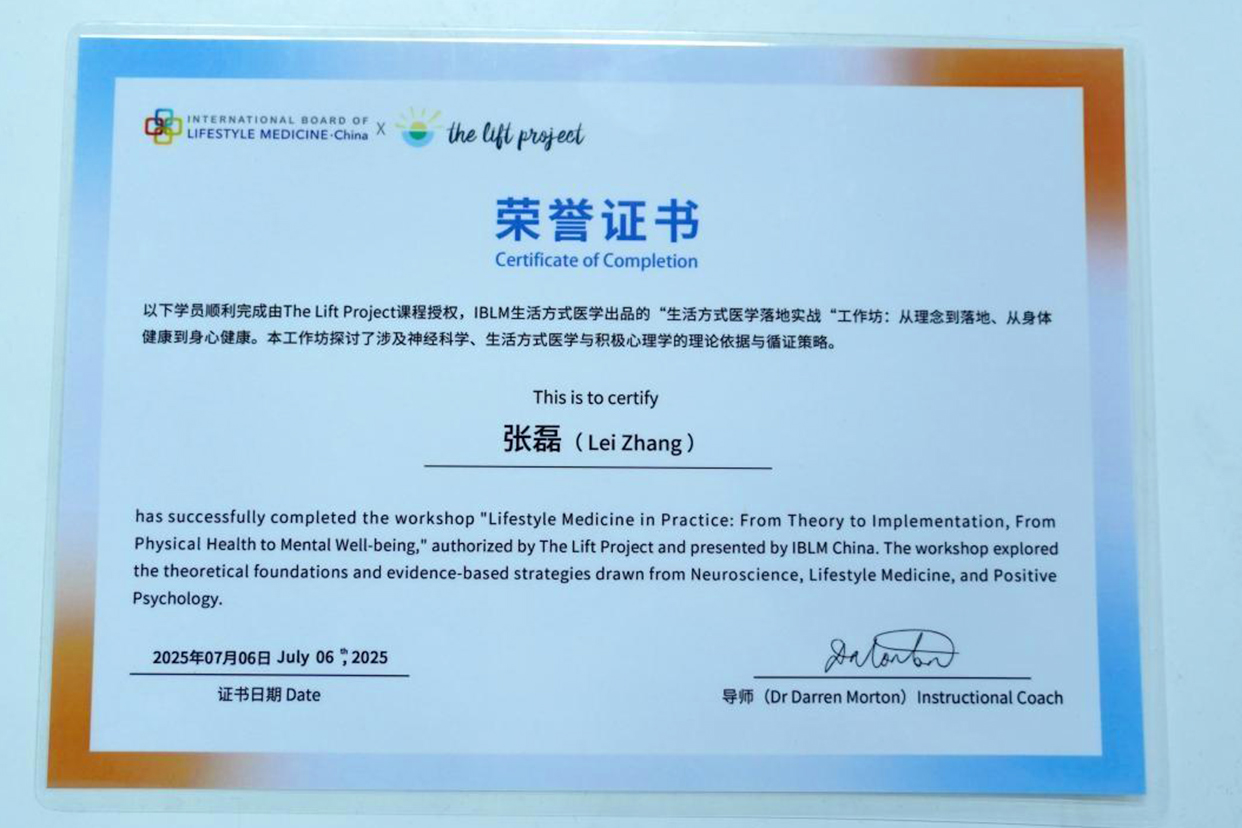 INTERNATIONAL BOARD OF
LIFESTYLE MEDICINE·China X the lift project
荣誉证书
Certificate of Completion
以下学员顺利完成由The Lift Project课程授权，IBLM生活方式医学出品的“生活方式医学落地实战“工作坊：从理念到落地、从身体
健康到身心健康。本工作坊探讨了涉及神经科学、生活方式医学与积极心理学的理论依据与循证策略。
This is to certify
张磊（Lei Zhang）
has successfully completed the workshop "Lifestyle Medicine in Practice: From Theory to Implementation, From
Physical Health to Mental Well-being," authorized by The Lift Project and presented by IBLM China. The workshop explored
the theoretical foundations and evidence-based strategies drawn from Neuroscience, Lifestyle Medicine, and Positive
Psychology.
2025年07月06日 July 06 th, 2025
证书日期 Date
导师（Dr Darren Morton）Instructional Coach